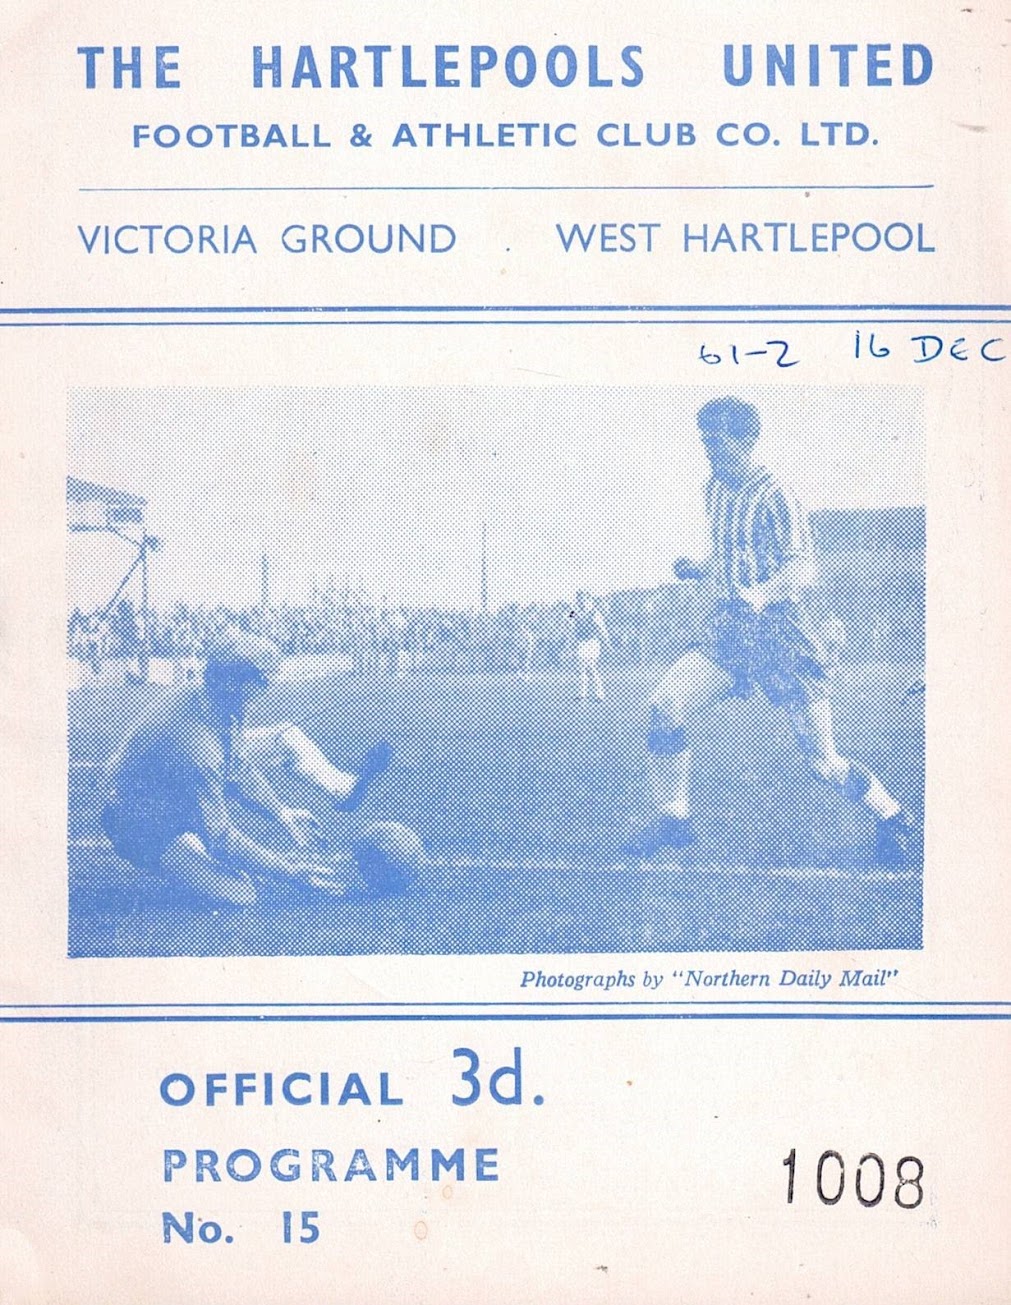 THE HARTLEPOOLS UNITED
FOOTBALL & ATHLETIC CLUB CO. LTD.
VICTORIA GROUND . WEST HARTLEPOOL
61-2 16 DEC
Photographs by "Northern Daily Mail"
OFFICIAL 3d.
PROGRAMME
No. 15
1008